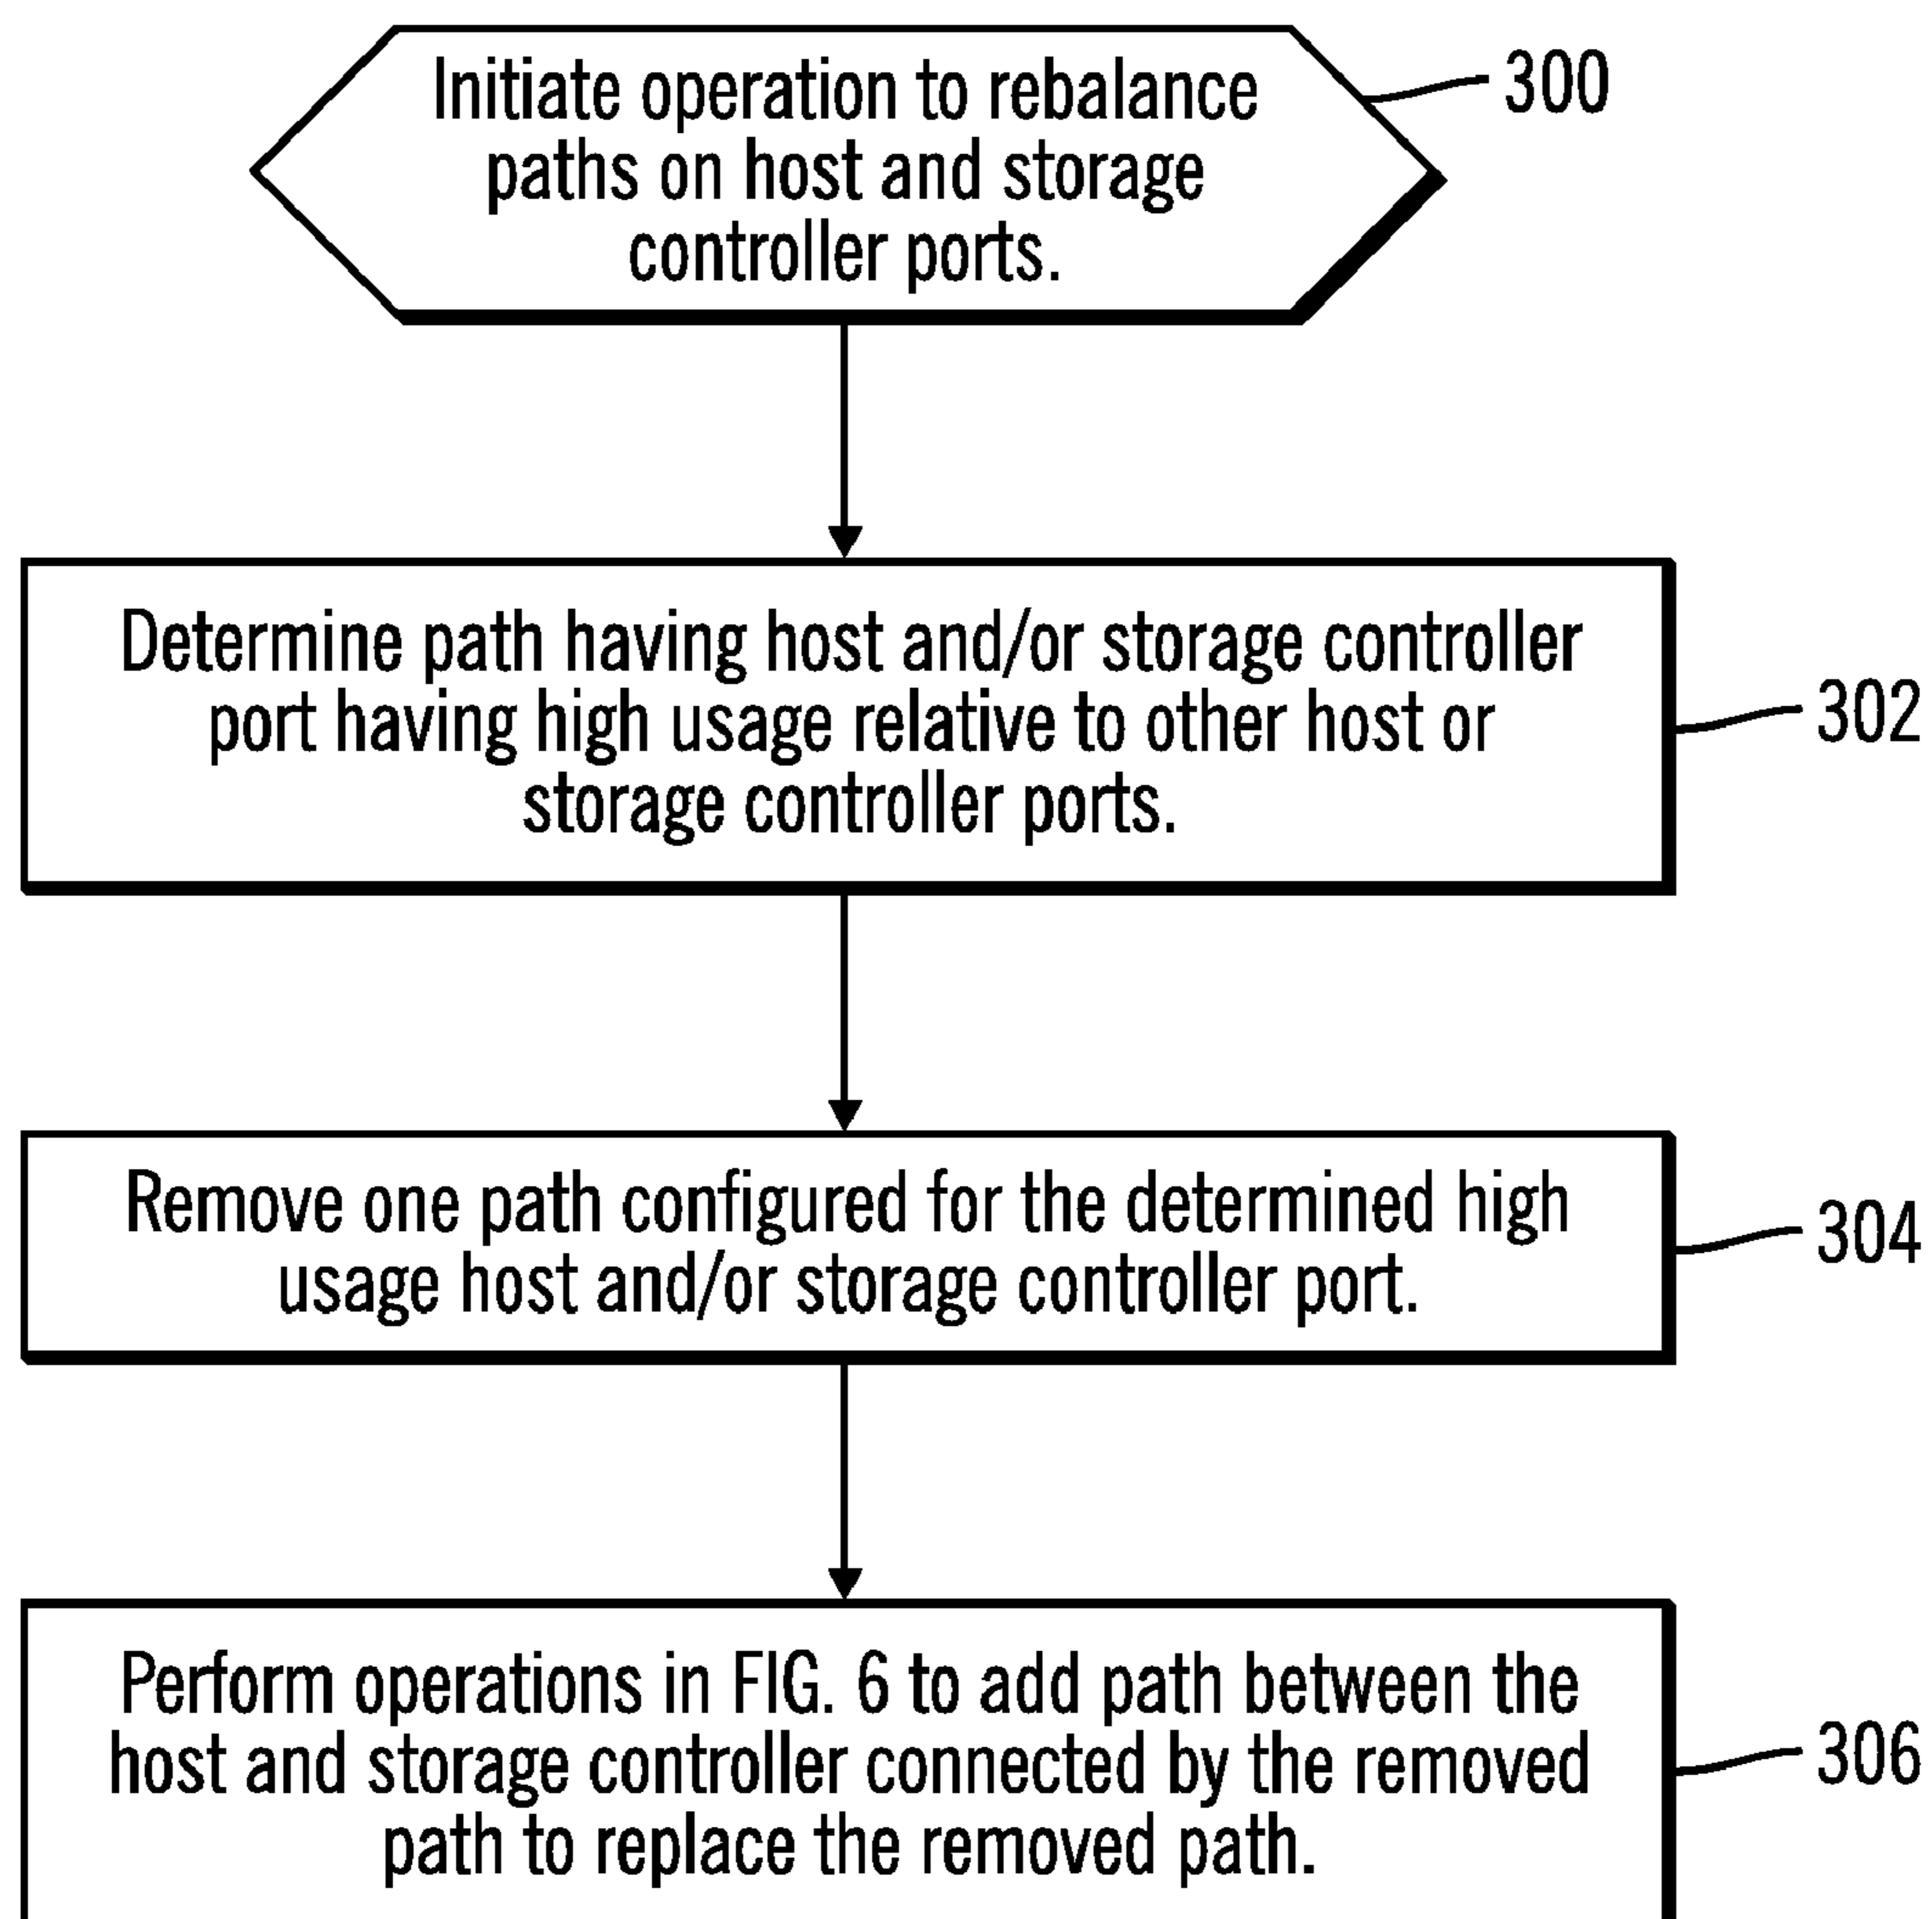 Initiate operation to rebalance
paths on host and storage
controller ports.
300
Determine path having host and/or storage controller
port having high usage relative to other host or
storage controller ports.
302
Remove one path configured for the determined high
usage host and/or storage controller port.
304
Perform operations in FIG. 6 to add path between the
host and storage controller connected by the removed
path to replace the removed path.
306